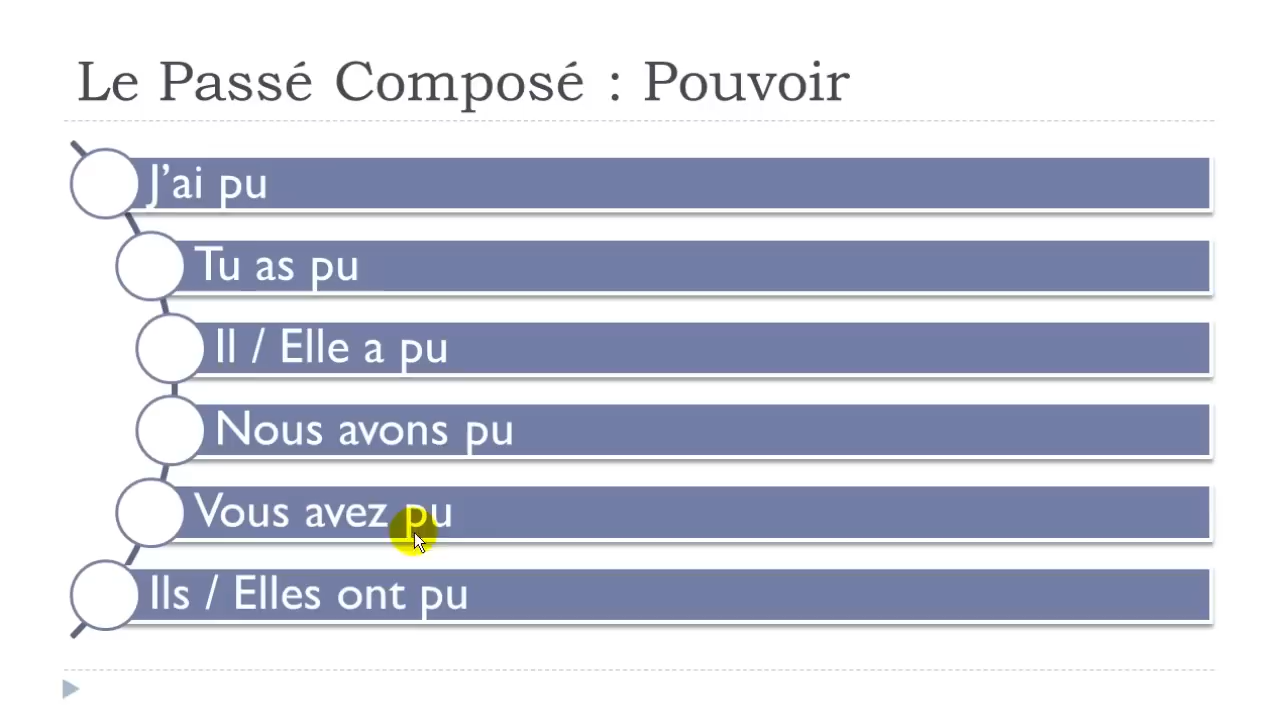 Le Passé Composé : Pouvoir
J’ai pu
Tu as pu
Il / Elle a pu
Nous avons pu
Vous avez pu
Ils / Elles ont pu